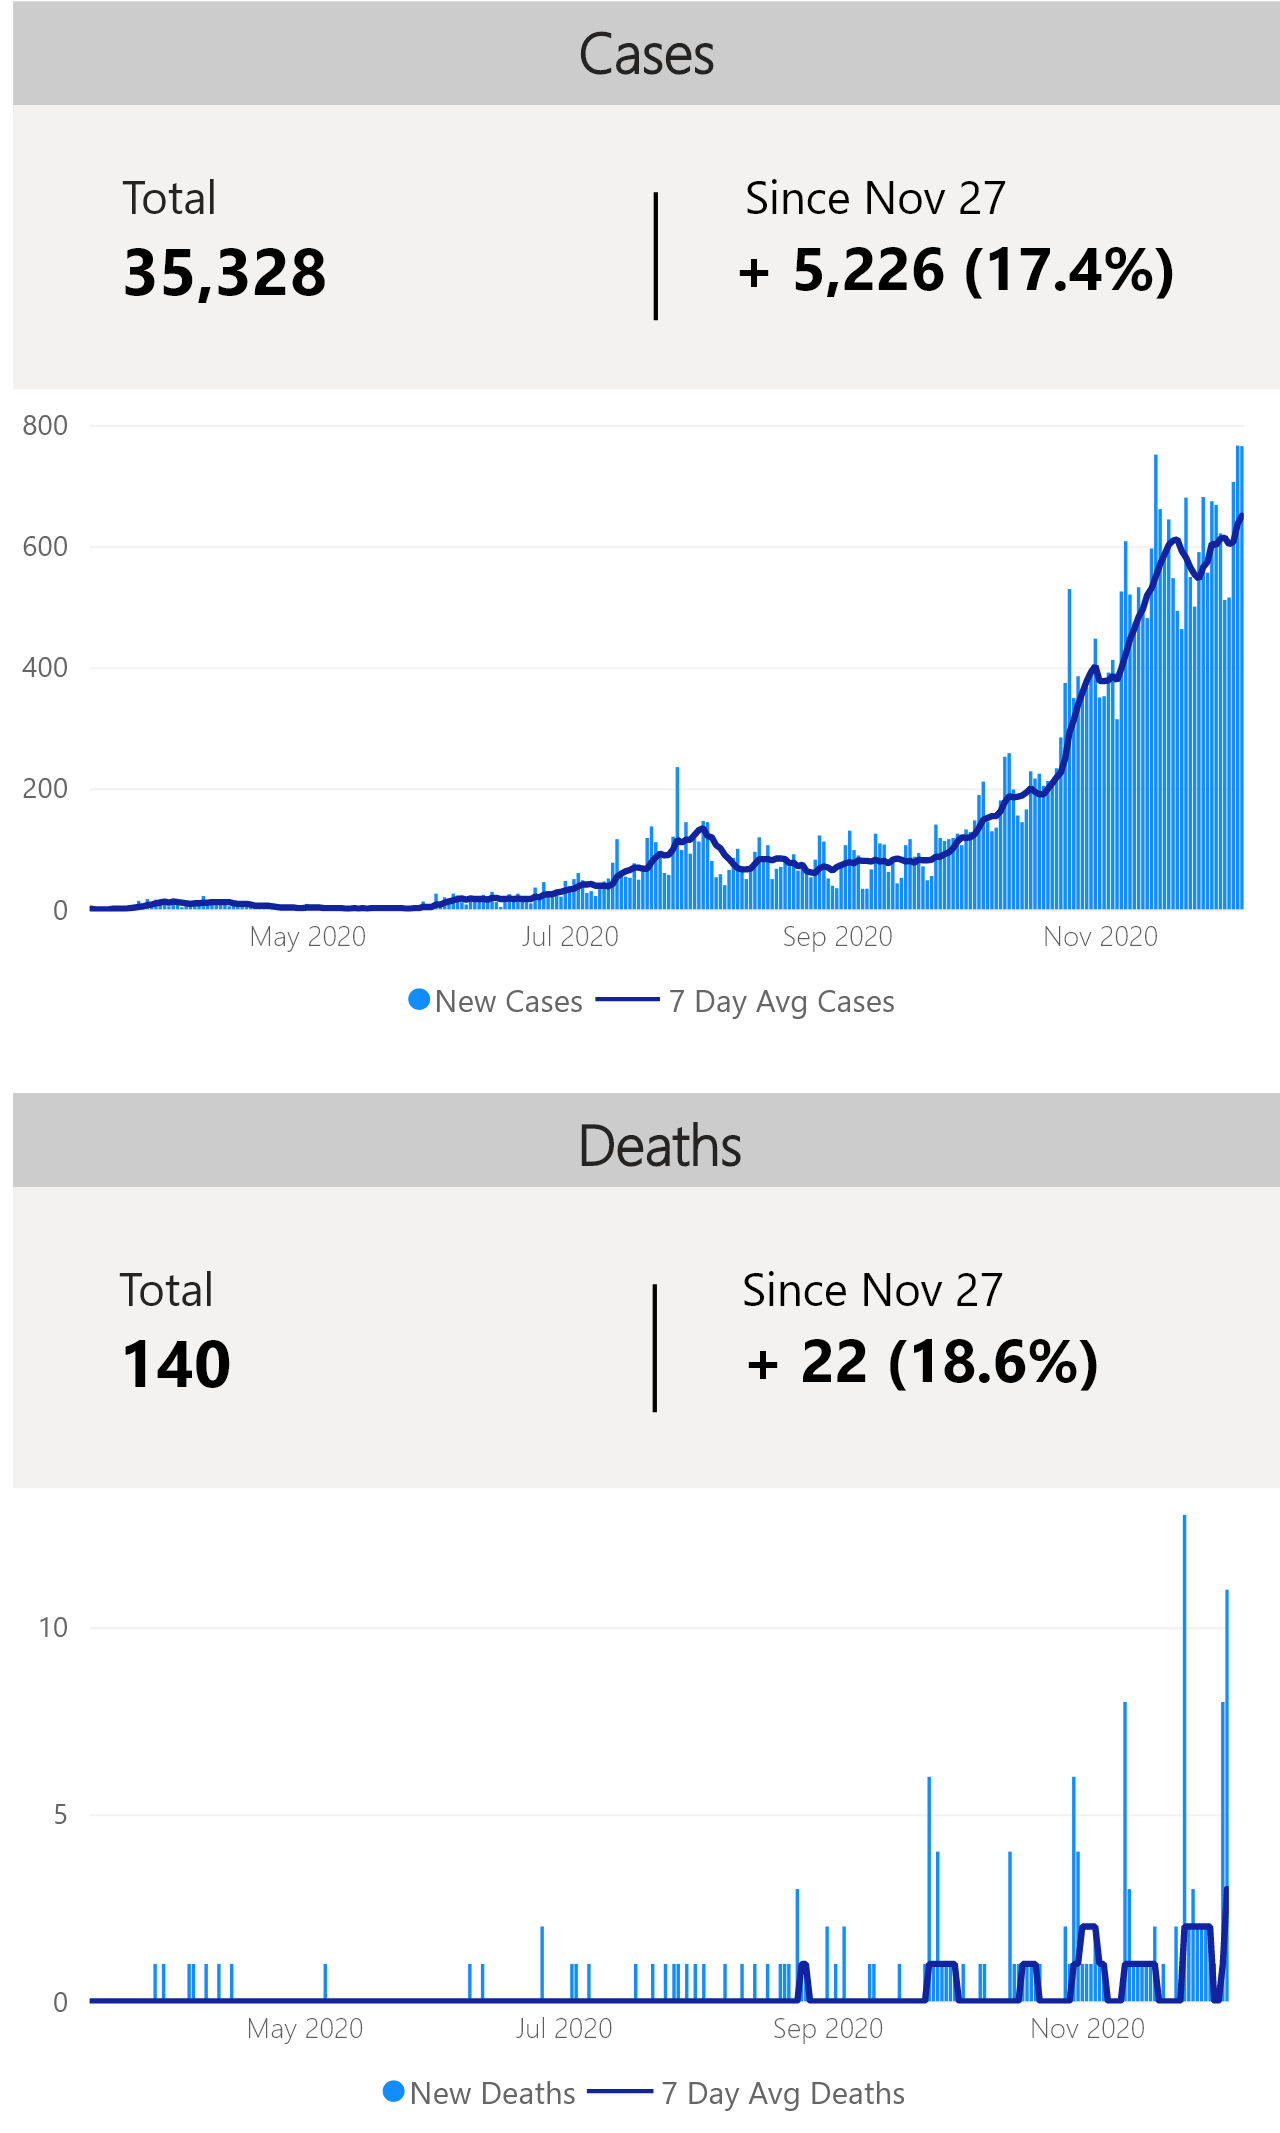 Cases
Total
Since Nov 27
35,328
+ 5,226 (17.4%)
800
600
400
200
0
May 2020 Jul 2020 Sep 2020 Nov 2020
New Cases 7 Day Avg Cases
Deaths
Total
Since Nov 27
140
+ 22 (18.6%)
10
5
0
May 2020 Jul 2020 Sep 2020 Nov 2020
New Deaths 7 Day Avg Deaths